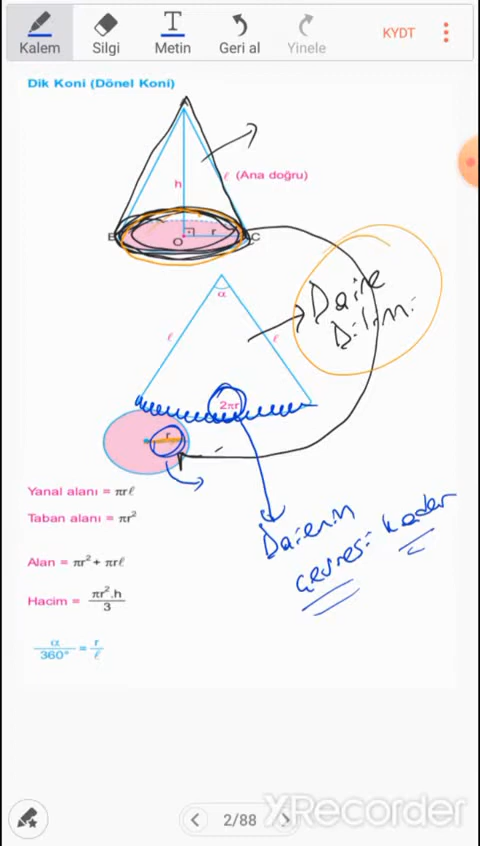 Kalem Silgi Metin Geri al Yinele KYDT
Dik Koni (Dönel Koni)
h
ℓ (Ana doğru)
B O r C
α
Daire
Dilimi
ℓ ℓ
2πr
r
Yanal alanı = πrℓ
Taban alanı = πr²
Dairenin
çevresi kadar
Alan = πr² + πrℓ
Hacim = πr².h / 3
α / 360° = r / ℓ
2/88
XRecorder